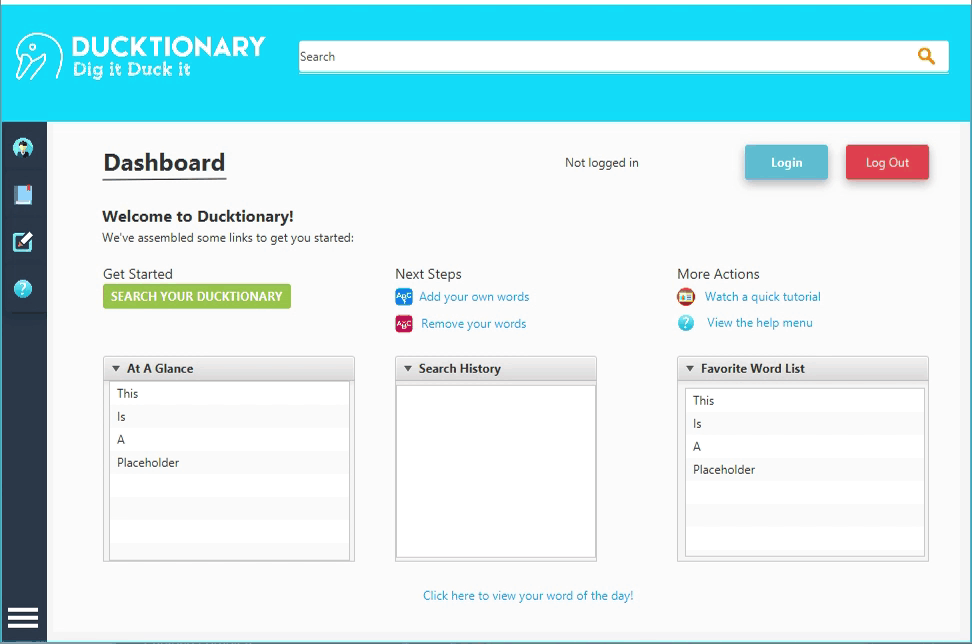 DUCKTIONARY
Dig it Duck it
Search
Dashboard
Not logged in
Login
Log Out
Welcome to Ducktionary!
We've assembled some links to get you started:
Get Started
SEARCH YOUR DUCKTIONARY
Next Steps
Add your own words
Remove your words
More Actions
Watch a quick tutorial
View the help menu
At A Glance
This
Is
A
Placeholder
Search History
Favorite Word List
This
Is
A
Placeholder
Click here to view your word of the day!